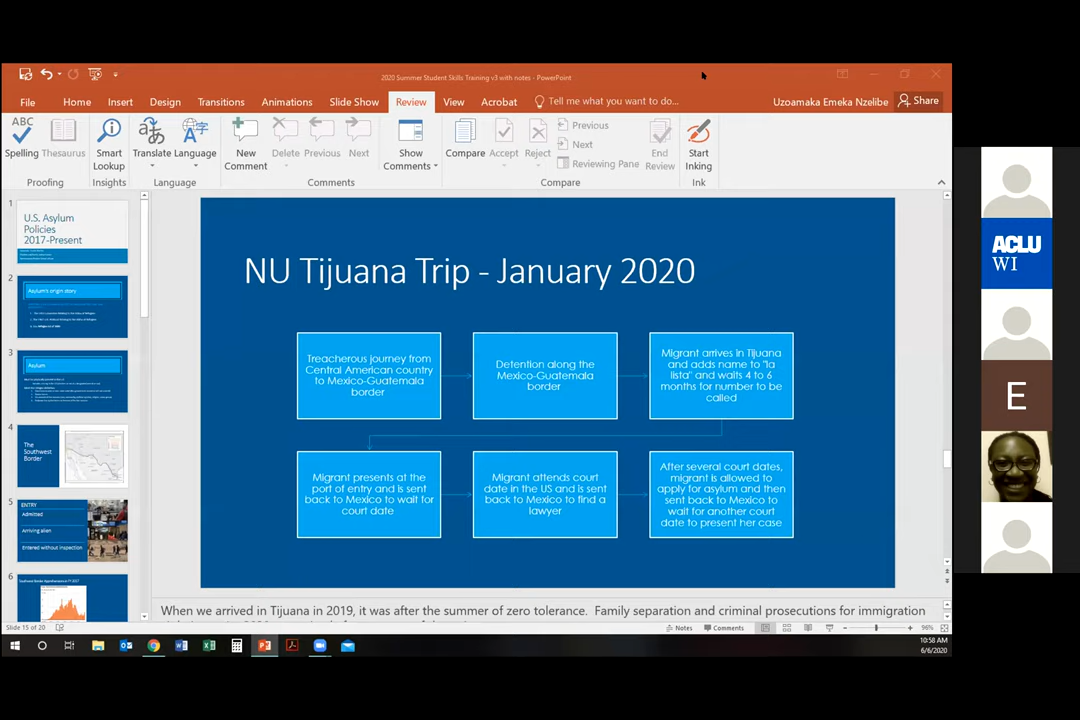 2020 Summer Student Skills Training v3 with notes - PowerPoint
File Home Insert Design Transitions Animations Slide Show Review View Acrobat Tell me what you want to do... Uzoamaka Emeka Nzelibe Share
ABC
Spelling Thesaurus
Smart Lookup
Translate Language
New Comment
Delete Previous Next
Show Comments
Compare Accept Reject
Previous
Next
Reviewing Pane
End Review
Start Inking
Proofing Insights Language Comments Compare Ink
1
U.S. Asylum
Policies
2017-Present
2
Asylum's origin story
3
Asylum
4
The
Southwest
Border
5
ENTRY
Admitted
Arriving alien
Entered without inspection
6
NU Tijuana Trip - January 2020
Treacherous journey from
Central American country
to Mexico-Guatemala
border
Detention along the
Mexico-Guatemala
border
Migrant arrives in Tijuana
and adds name to "la
lista" and waits 4 to 6
months for number to be
called
Migrant presents at the
port of entry and is sent
back to Mexico to wait for
court date
Migrant attends court
date in the US and is sent
back to Mexico to find a
lawyer
After several court dates,
migrant is allowed to
apply for asylum and then
sent back to Mexico to
wait for another court
date to present her case
When we arrived in Tijuana in 2019, it was after the summer of zero tolerance. Family separation and criminal prosecutions for immigration
Slide 15 of 20
Notes Comments 96%
10:58 AM
6/6/2020
ACLU
WI
E